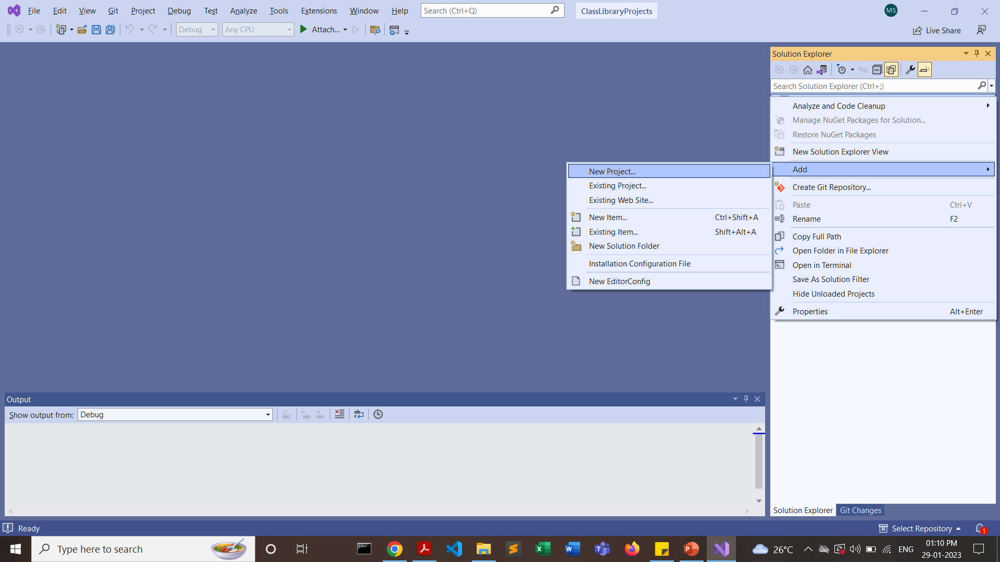 File Edit View Git Project Debug Test Analyze Tools Extensions Window Help Search (Ctrl+Q) ClassLibraryProjects MS
Debug Any CPU Attach... Live Share
Solution Explorer
Search Solution Explorer (Ctrl+;)
Analyze and Code Cleanup
Manage NuGet Packages for Solution...
Restore NuGet Packages
New Solution Explorer View
Add
Create Git Repository...
Paste Ctrl+V
Rename F2
Copy Full Path
Open Folder in File Explorer
Open in Terminal
Save As Solution Filter
Hide Unloaded Projects
Properties Alt+Enter
New Project...
Existing Project...
Existing Web Site...
New Item... Ctrl+Shift+A
Existing Item... Shift+Alt+A
New Solution Folder
Installation Configuration File
New EditorConfig
Output
Show output from: Debug
Solution Explorer Git Changes
Ready
Select Repository 1
Type here to search
26°C ENG 01:10 PM
29-01-2023